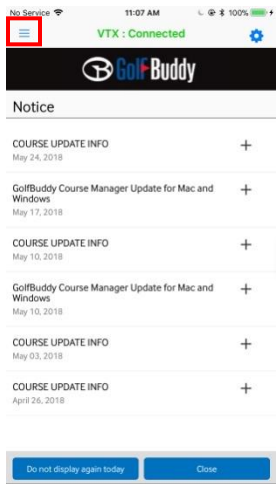 No Service 11:07 AM 100%
VTX : Connected
GolfBuddy
Notice
COURSE UPDATE INFO
May 24, 2018
GolfBuddy Course Manager Update for Mac and
Windows
May 17, 2018
COURSE UPDATE INFO
May 10, 2018
GolfBuddy Course Manager Update for Mac and
Windows
May 10, 2018
COURSE UPDATE INFO
May 03, 2018
COURSE UPDATE INFO
April 26, 2018
Do not display again today Close